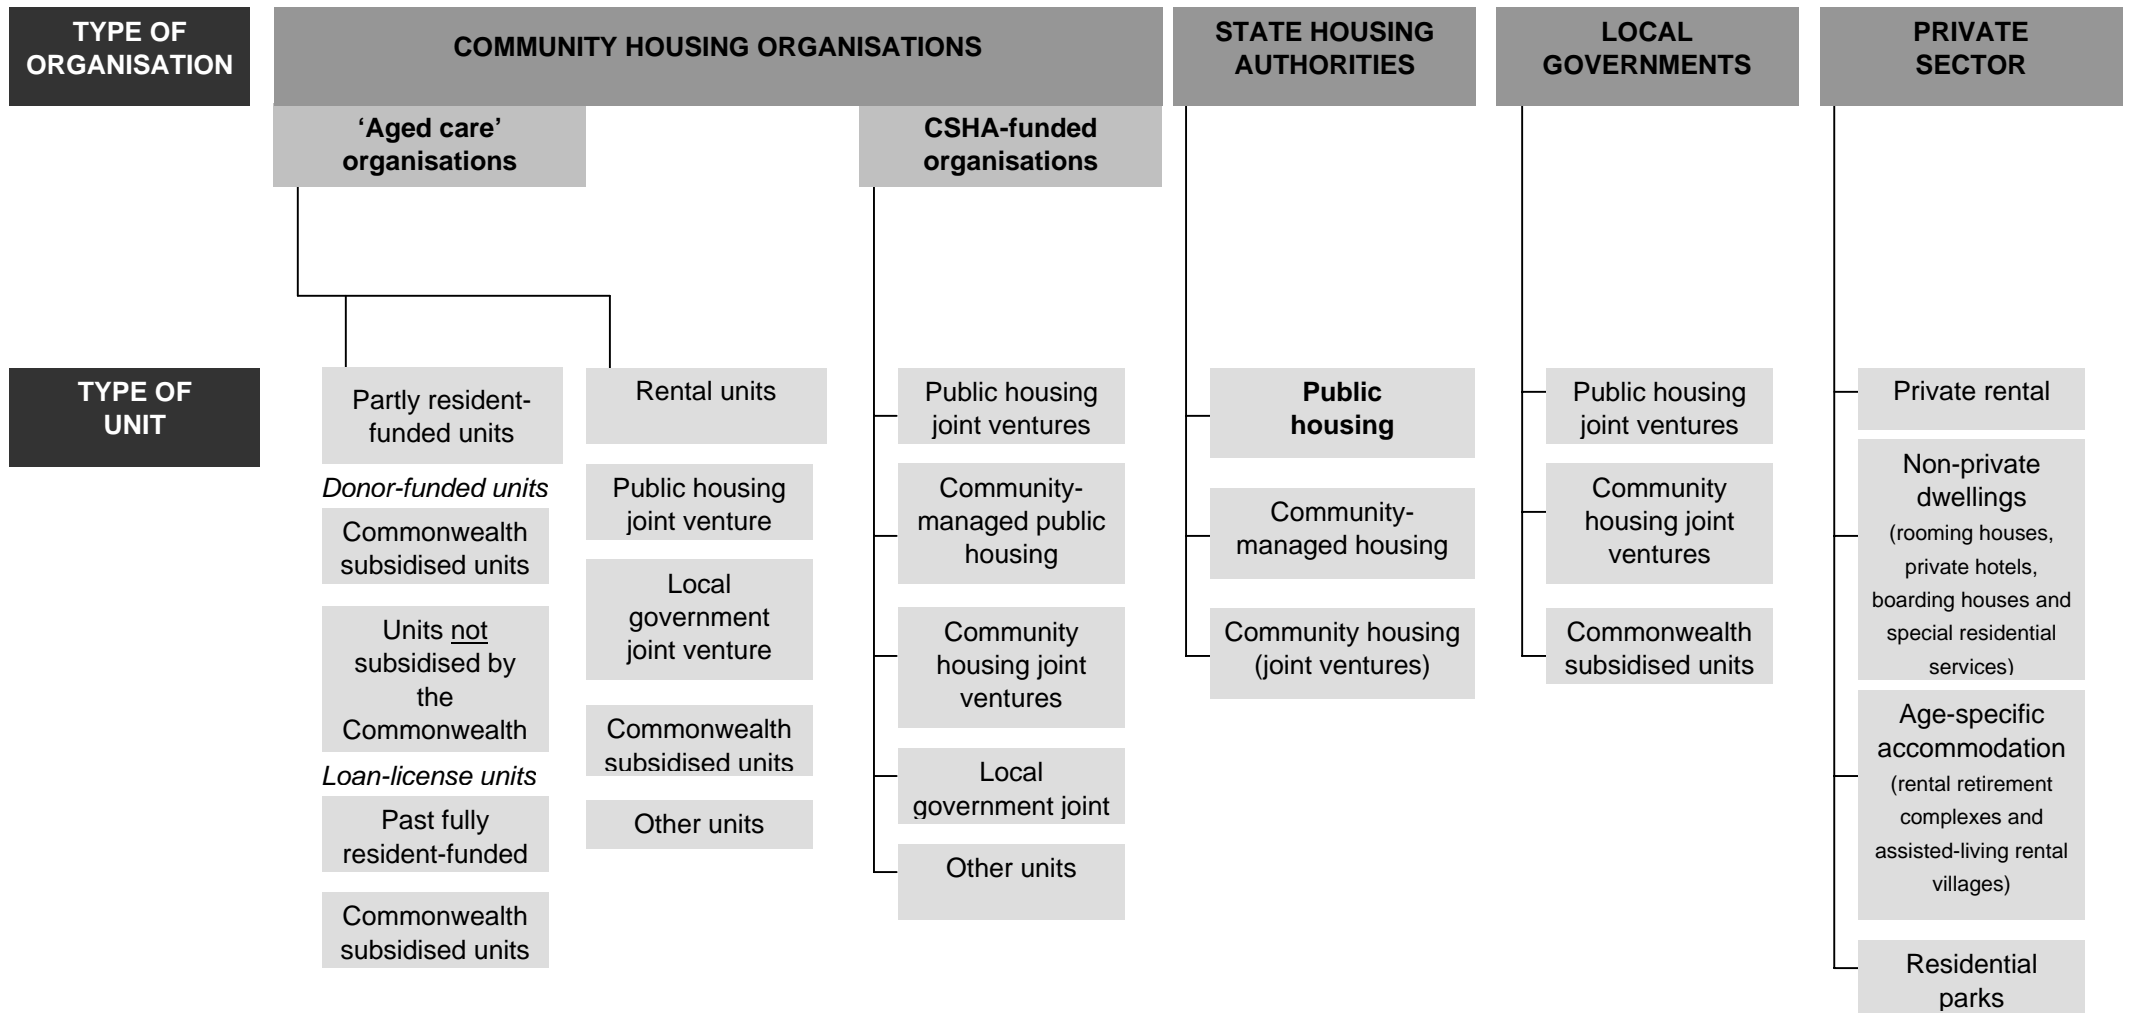 TYPE OF
ORGANISATION
COMMUNITY HOUSING ORGANISATIONS
STATE HOUSING
AUTHORITIES
LOCAL
GOVERNMENTS
PRIVATE
SECTOR
‘Aged care’
organisations
CSHA-funded
organisations
TYPE OF
UNIT
Partly resident-
funded units
Donor-funded units
Commonwealth
subsidised units
Units not
subsidised by
the
Commonwealth
Loan-license units
Past fully
resident-funded
Commonwealth
subsidised units
Rental units
Public housing
joint venture
Local
government
joint venture
Commonwealth
subsidised units
Other units
Public housing
joint ventures
Community-
managed public
housing
Community
housing joint
ventures
Local
government joint
Other units
Public
housing
Community-
managed housing
Community housing
(joint ventures)
Public housing
joint ventures
Community
housing joint
ventures
Commonwealth
subsidised units
Private rental
Non-private
dwellings
(rooming houses,
private hotels,
boarding houses and
special residential
services)
Age-specific
accommodation
(rental retirement
complexes and
assisted-living rental
villages)
Residential
parks